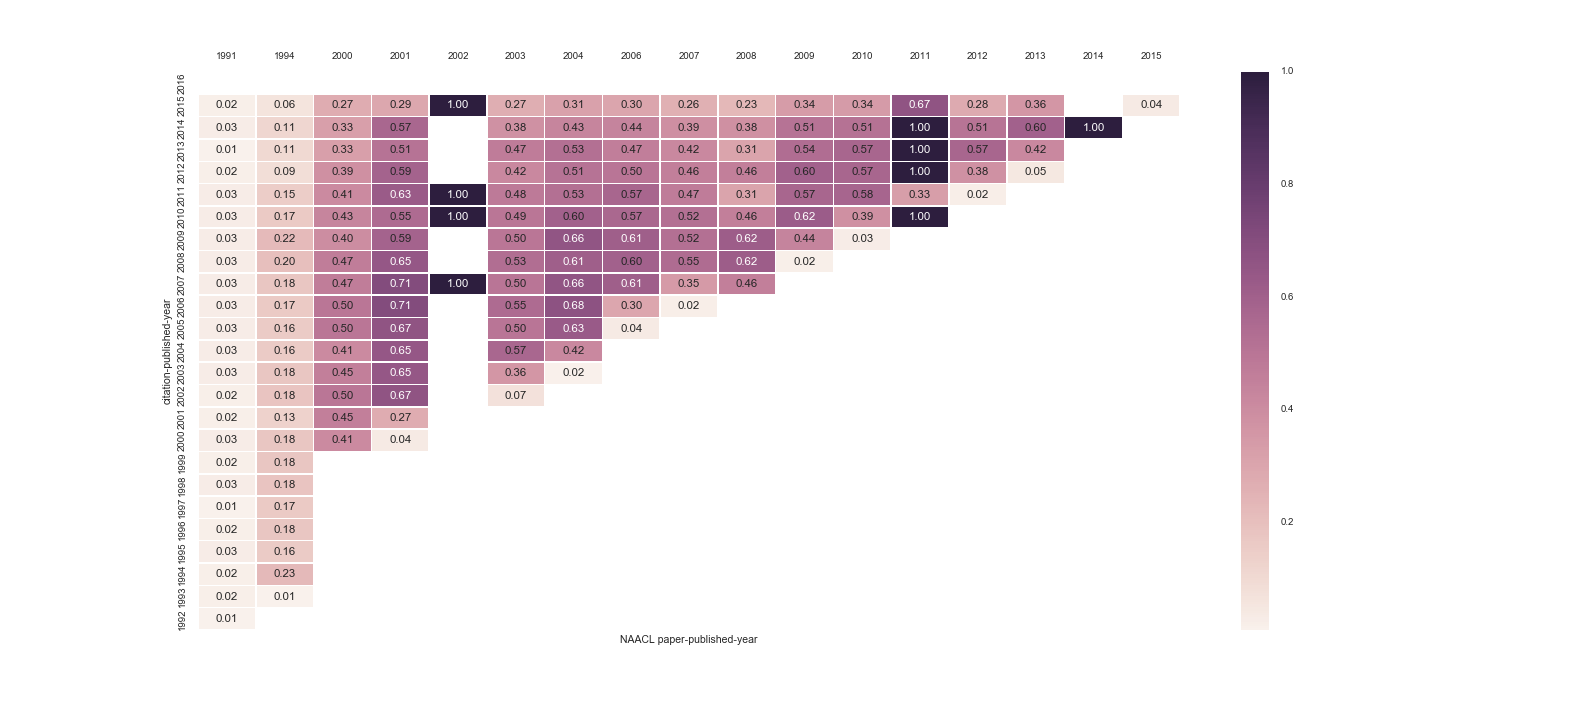 1991 1994 2000 2001 2002 2003 2004 2006 2007 2008 2009 2010 2011 2012 2013 2014 2015
2016
2015 0.02 0.06 0.27 0.29 1.00 0.27 0.31 0.30 0.26 0.23 0.34 0.34 0.67 0.28 0.36 0.04
2014 0.03 0.11 0.33 0.57 0.38 0.43 0.44 0.39 0.38 0.51 0.51 1.00 0.51 0.60 1.00
2013 0.01 0.11 0.33 0.51 0.47 0.53 0.47 0.42 0.31 0.54 0.57 1.00 0.57 0.42
2012 0.02 0.09 0.39 0.59 0.42 0.51 0.50 0.46 0.46 0.60 0.57 1.00 0.38 0.05
2011 0.03 0.15 0.41 0.63 1.00 0.48 0.53 0.57 0.47 0.31 0.57 0.58 0.33 0.02
2010 0.03 0.17 0.43 0.55 1.00 0.49 0.60 0.57 0.52 0.46 0.62 0.39 1.00
2009 0.03 0.22 0.40 0.59 0.50 0.66 0.61 0.52 0.62 0.44 0.03
2008 0.03 0.20 0.47 0.65 0.53 0.61 0.60 0.55 0.62 0.02
2007 0.03 0.18 0.47 0.71 1.00 0.50 0.66 0.61 0.35 0.46
2006 0.03 0.17 0.50 0.71 0.55 0.68 0.30 0.02
2005 0.03 0.16 0.50 0.67 0.50 0.63 0.04
2004 0.03 0.16 0.41 0.65 0.57 0.42
2003 0.03 0.18 0.45 0.65 0.36 0.02
2002 0.02 0.18 0.50 0.67 0.07
2001 0.02 0.13 0.45 0.27
2000 0.03 0.18 0.41 0.04
1999 0.02 0.18
1998 0.03 0.18
1997 0.01 0.17
1996 0.02 0.18
1995 0.03 0.16
1994 0.02 0.23
1993 0.02 0.01
1992 0.01
citation-published-year
NAACL paper-published-year
1.0
0.8
0.6
0.4
0.2